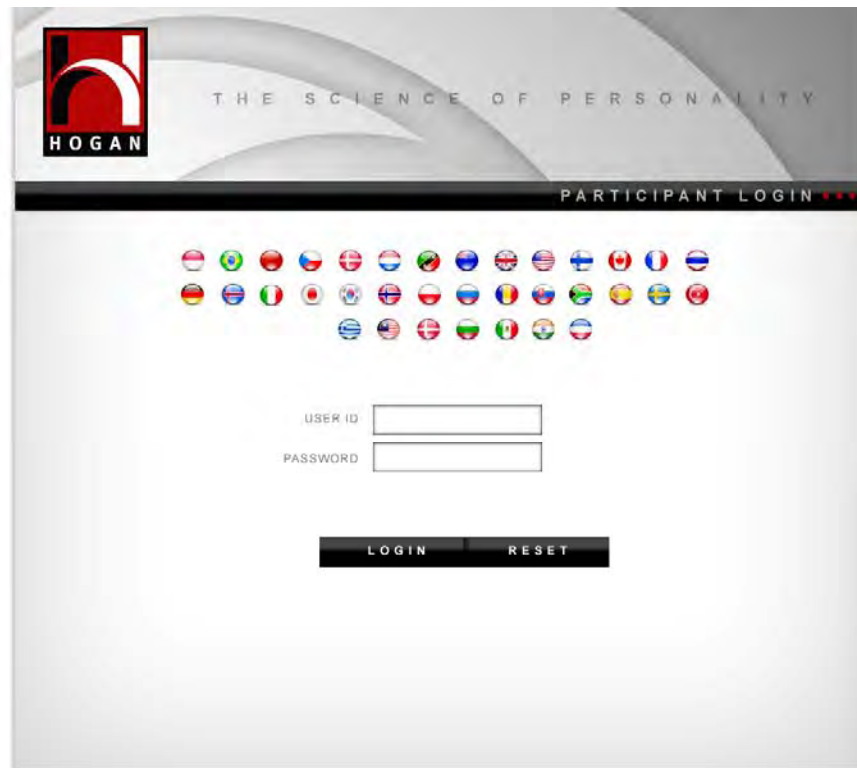 THE SCIENCE OF PERSONALITY
HOGAN
PARTICIPANT LOGIN
USER ID
PASSWORD
LOGIN RESET